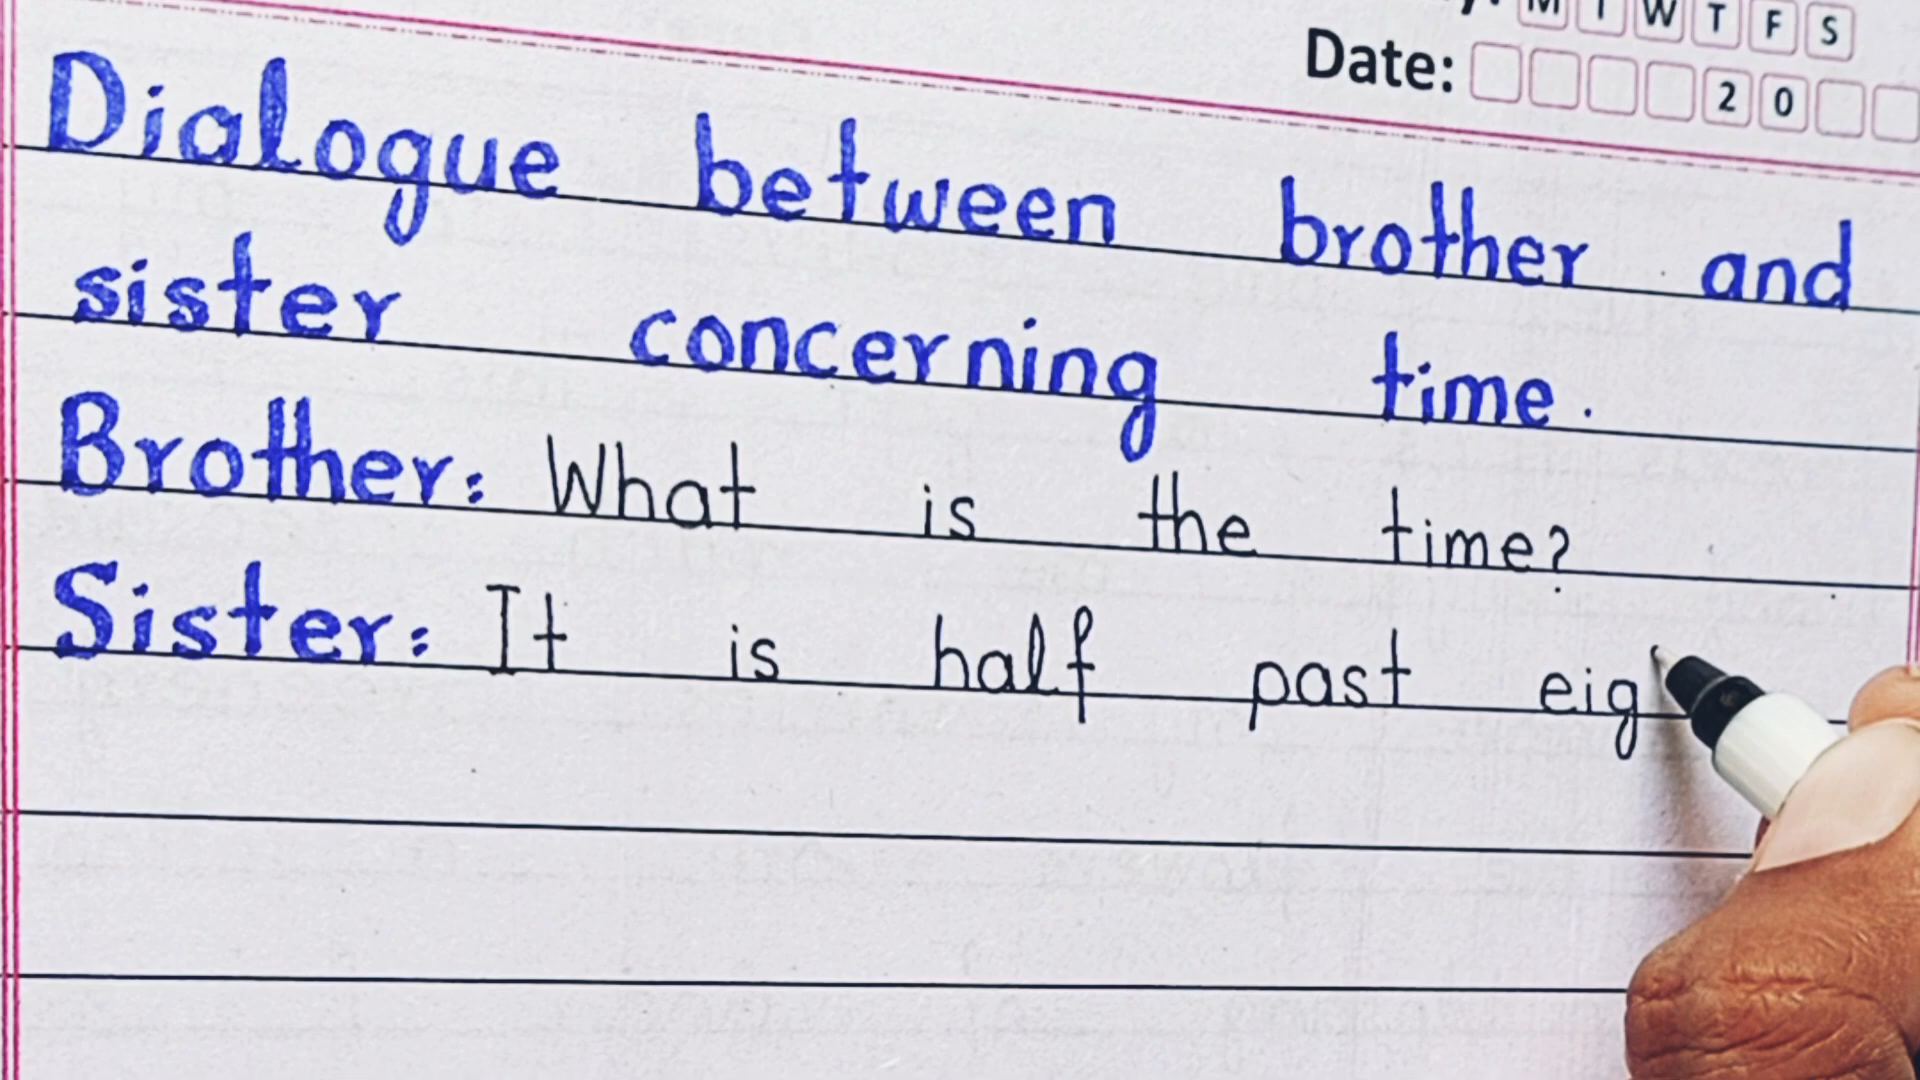 M T W T F S
Date: 2 0
Dialogue between brother and
sister concerning time.
Brother: What is the time?
Sister: It is half past eig